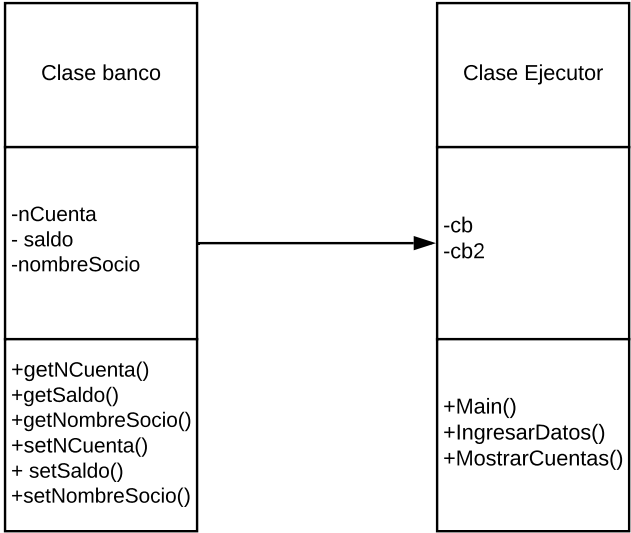 Clase banco
-nCuenta
- saldo
-nombreSocio
+getNCuenta()
+getSaldo()
+getNombreSocio()
+setNCuenta()
+ setSaldo()
+setNombreSocio()
Clase Ejecutor
-cb
-cb2
+Main()
+IngresarDatos()
+MostrarCuentas()